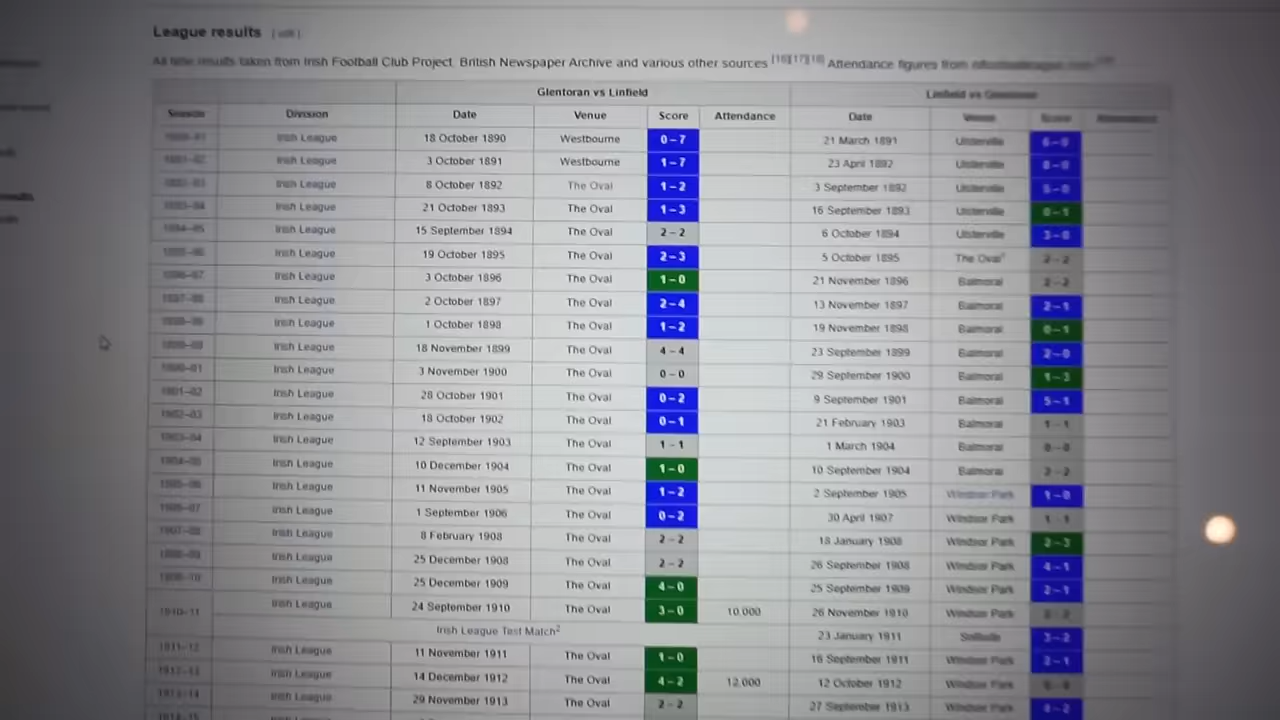 League results
All time results taken from Irish Football Club Project, British Newspaper Archive and various other sources [16][17][18] Attendance figures from
Glentoran vs Linfield Linfield vs Glentoran
Season Division Date Venue Score Attendance Date Venue Score Attendance
Irish League 18 October 1890 Westbourne 0–7 21 March 1891 Ulsterville
Irish League 3 October 1891 Westbourne 1–7 23 April 1892 Ulsterville
Irish League 8 October 1892 The Oval 1–2 3 September 1892 Ulsterville
Irish League 21 October 1893 The Oval 1–3 16 September 1893 Ulsterville 0–1
Irish League 15 September 1894 The Oval 2–2 6 October 1894 Ulsterville 3–0
Irish League 19 October 1895 The Oval 2–3 5 October 1895 The Oval 2–2
Irish League 3 October 1896 The Oval 1–0 21 November 1896 Balmoral 2–2
Irish League 2 October 1897 The Oval 2–4 13 November 1897 Balmoral 2–1
Irish League 1 October 1898 The Oval 1–2 19 November 1898 Balmoral 0–1
Irish League 18 November 1899 The Oval 4–4 23 September 1899 Balmoral 2–0
Irish League 3 November 1900 The Oval 0–0 29 September 1900 Balmoral 1–3
Irish League 28 October 1901 The Oval 0–2 9 September 1901 Balmoral 5–1
Irish League 18 October 1902 The Oval 0–1 21 February 1903 Balmoral 1–1
Irish League 12 September 1903 The Oval 1–1 1 March 1904 Balmoral 0–0
Irish League 10 December 1904 The Oval 1–0 10 September 1904 Balmoral 2–2
Irish League 11 November 1905 The Oval 1–2 2 September 1905 Windsor Park 1–0
Irish League 1 September 1906 The Oval 0–2 30 April 1907 Windsor Park 1–1
Irish League 8 February 1908 The Oval 2–2 18 January 1908 Windsor Park 2–3
Irish League 25 December 1908 The Oval 2–2 26 September 1908 Windsor Park 4–1
Irish League 25 December 1909 The Oval 4–0 25 September 1909 Windsor Park 2–1
1910–11 Irish League 24 September 1910 The Oval 3–0 10,000 26 November 1910 Windsor Park
Irish League Test Match2 23 January 1911 Solitude 3–2
1911–12 Irish League 11 November 1911 The Oval 1–0 16 September 1911 Windsor Park 2–1
1912–13 Irish League 14 December 1912 The Oval 4–2 12,000 12 October 1912 Windsor Park
1913–14 Irish League 29 November 1913 The Oval 2–2 27 September 1913 Windsor Park